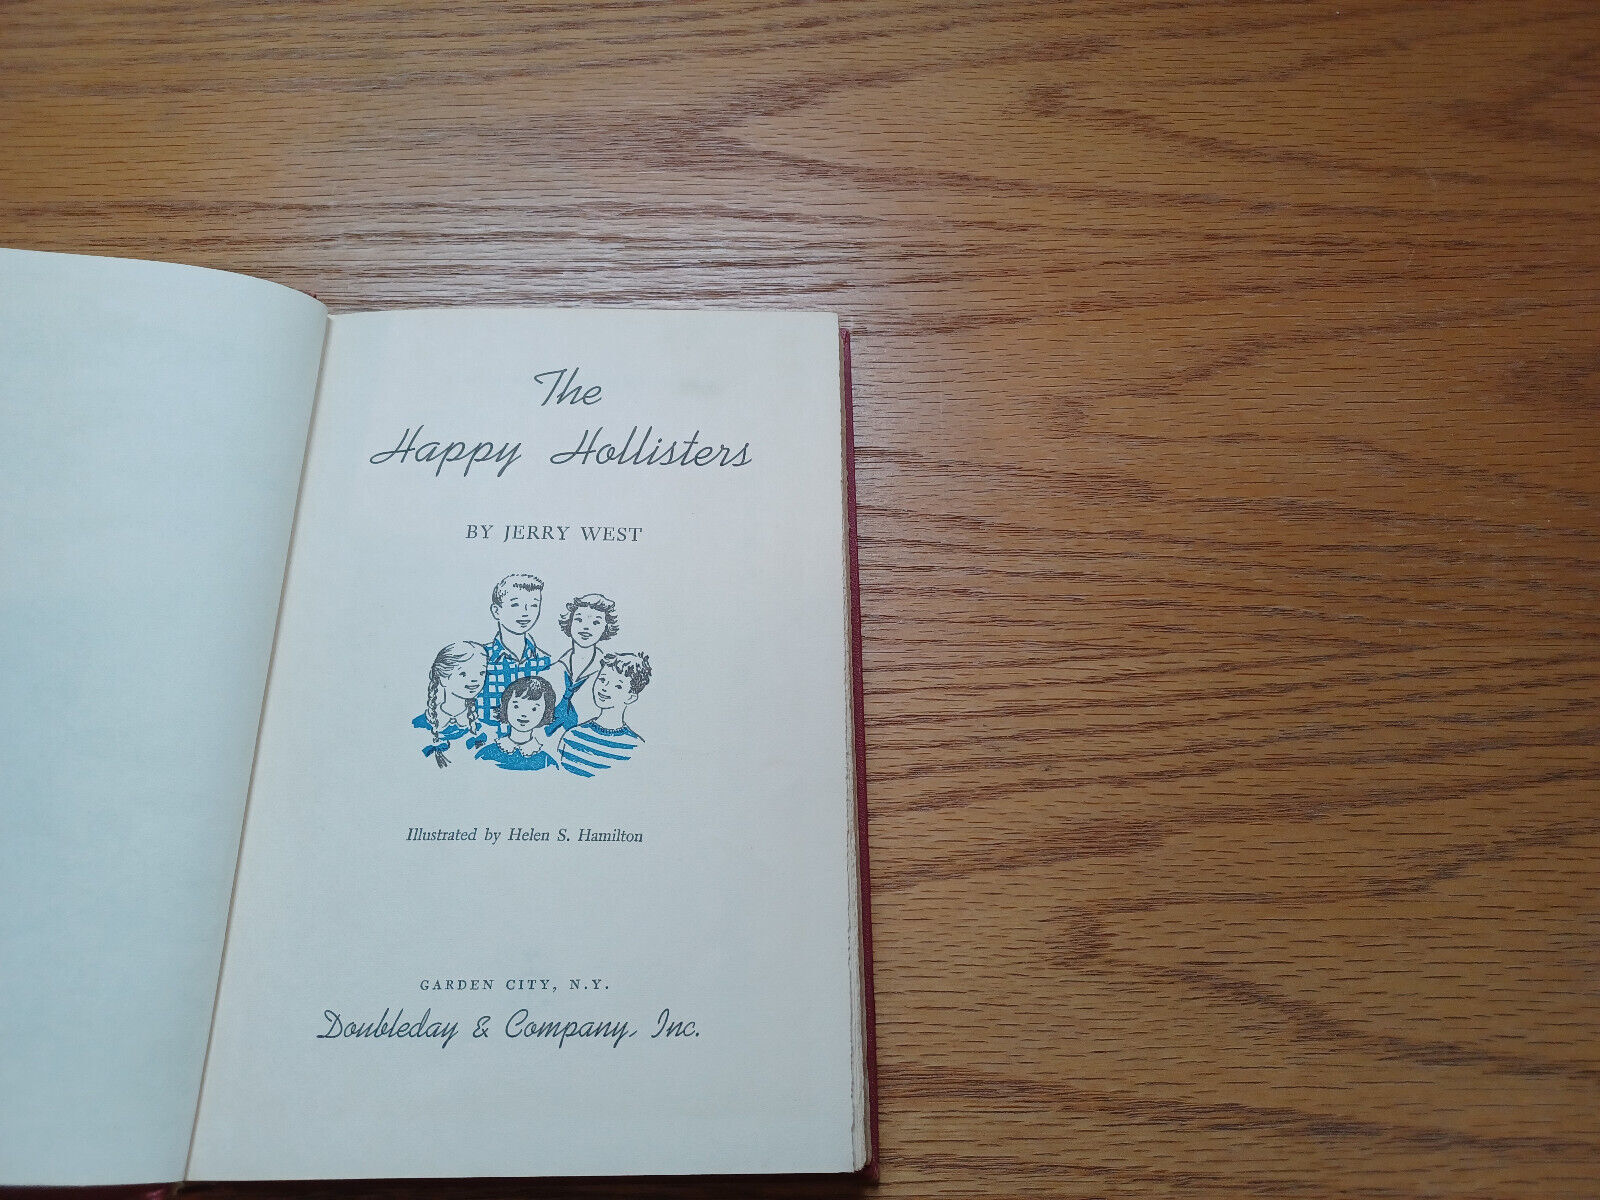 The
Happy Hollisters
BY JERRY WEST
Illustrated by Helen S. Hamilton
GARDEN CITY, N.Y.
Doubleday & Company, Inc.